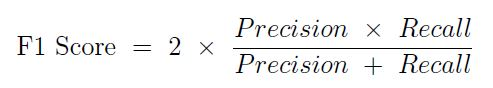 F1 Score = 2 × Precision × Recall
Precision + Recall